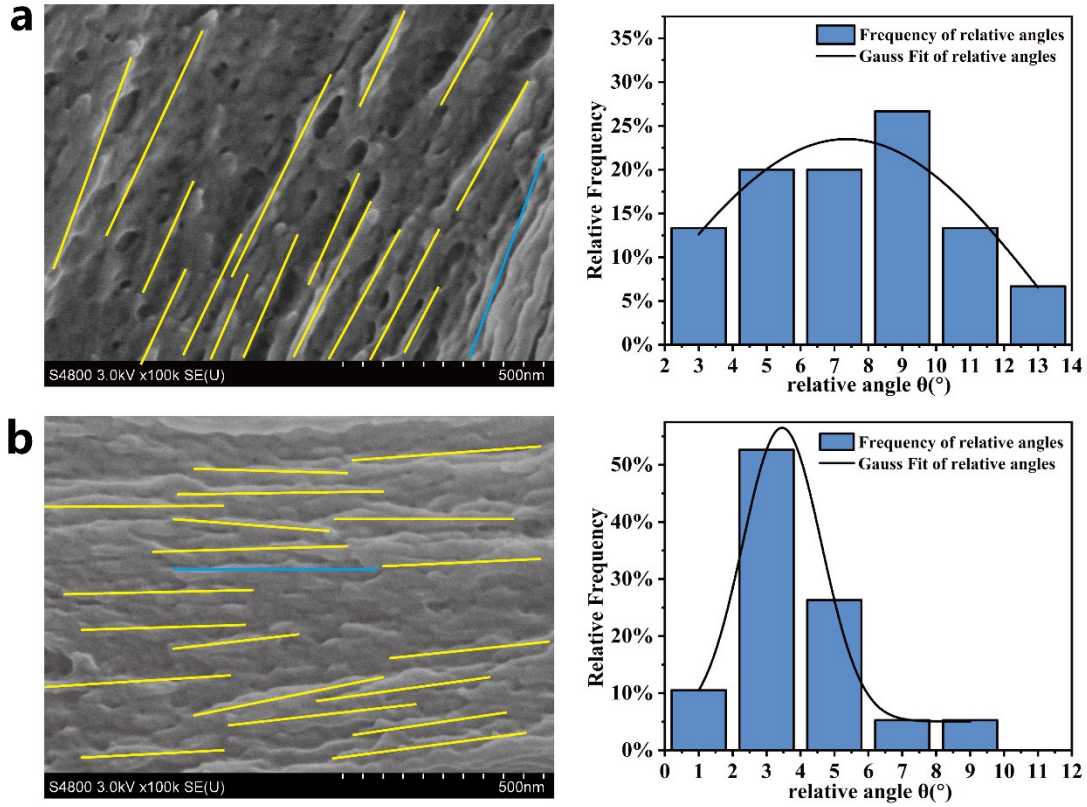 a
S4800 3.0kV x100k SE(U)
500nm
Frequency of relative angles
Gauss Fit of relative angles
Relative Frequency
35%
30%
25%
20%
15%
10%
5%
0%
2 3 4 5 6 7 8 9 10 11 12 13 14
relative angle θ(°)
b
S4800 3.0kV x100k SE(U)
500nm
Frequency of relative angles
Gauss Fit of relative angles
Relative Frequency
50%
40%
30%
20%
10%
0%
0 1 2 3 4 5 6 7 8 9 10 11 12
relative angle θ(°)